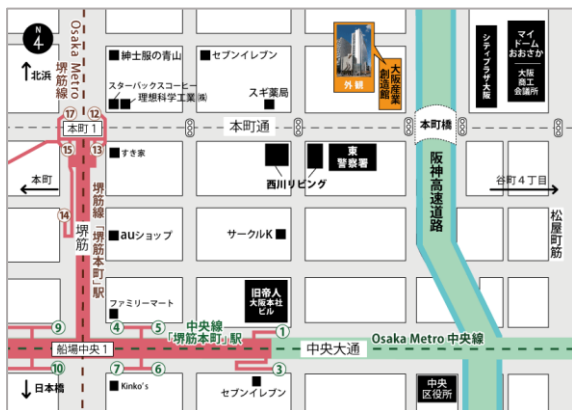 N
4
↑北浜
Osaka Metro
堺筋線
紳士服の青山
セブンイレブン
スターバックスコーヒー
理想科学工業㈱
スギ薬局
外観
大阪産業
創造館
シティプラザ・大阪
マイ
ドーム
おおさか
大阪
商工
会議所
⑰
⑫
本町1
⑮
⑬
本町通
本町橋
すき家
西川リビング
東
警察署
本町
谷町4丁目
阪神高速道路
松屋町筋
⑭
堺筋
堺筋線「堺筋本町」駅
auショップ
サークルK
ファミリーマート
旧帝人
大阪本社
ビル
中央線
「堺筋本町」駅
⑨
④
⑤
①
船場中央1
中央大通
Osaka Metro 中央線
⑩
⑦
⑥
③
↓日本橋
Kinko's
セブンイレブン
中央
区役所